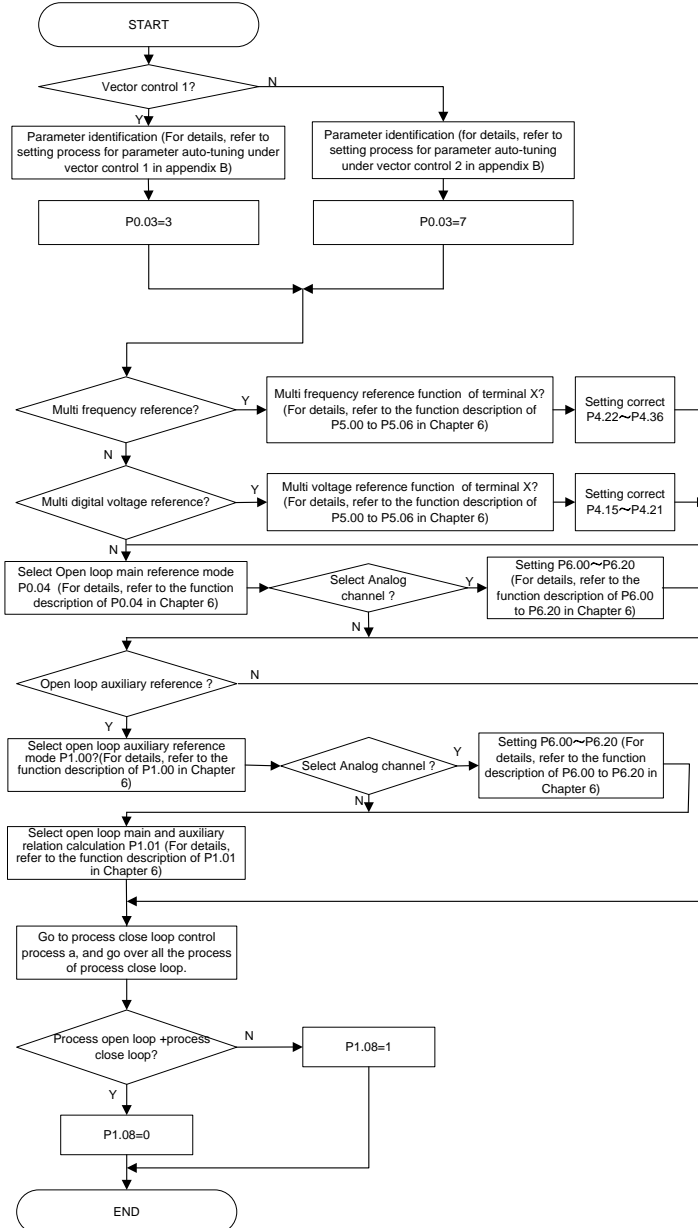 START
Vector control 1?
N
Y
Parameter identification (For details, refer to
setting process for parameter auto-tuning under
vector control 1 in appendix B)
Parameter identification (for details, refer to
setting process for parameter auto-tuning
under vector control 2 in appendix B)
P0.03=3
P0.03=7
Multi frequency reference?
Y
Multi frequency reference function of terminal X?
(For details, refer to the function description of
P5.00 to P5.06 in Chapter 6)
Setting correct
P4.22～P4.36
N
Multi digital voltage reference?
Y
Multi voltage reference function of terminal X?
(For details, refer to the function description of
P5.00 to P5.06 in Chapter 6)
Setting correct
P4.15～P4.21
N
Select Open loop main reference mode
P0.04 (For details, refer to the function
description of P0.04 in Chapter 6)
Select Analog
channel ?
Y
Setting P6.00～P6.20
(For details, refer to the
function description of P6.00
to P6.20 in Chapter 6)
N
Open loop auxiliary reference ?
N
Y
Select open loop auxiliary reference
mode P1.00?(For details, refer to the
function description of P1.00 in Chapter
6)
Select Analog channel ?
Y
Setting P6.00～P6.20 (For
details, refer to the function
description of P6.00 to P6.20 in
Chapter 6)
N
Select open loop main and auxiliary
relation calculation P1.01 (For details,
refer to the function description of P1.01
in Chapter 6)
Go to process close loop control
process a, and go over all the process
of process close loop.
Process open loop +process
close loop?
N
P1.08=1
Y
P1.08=0
END